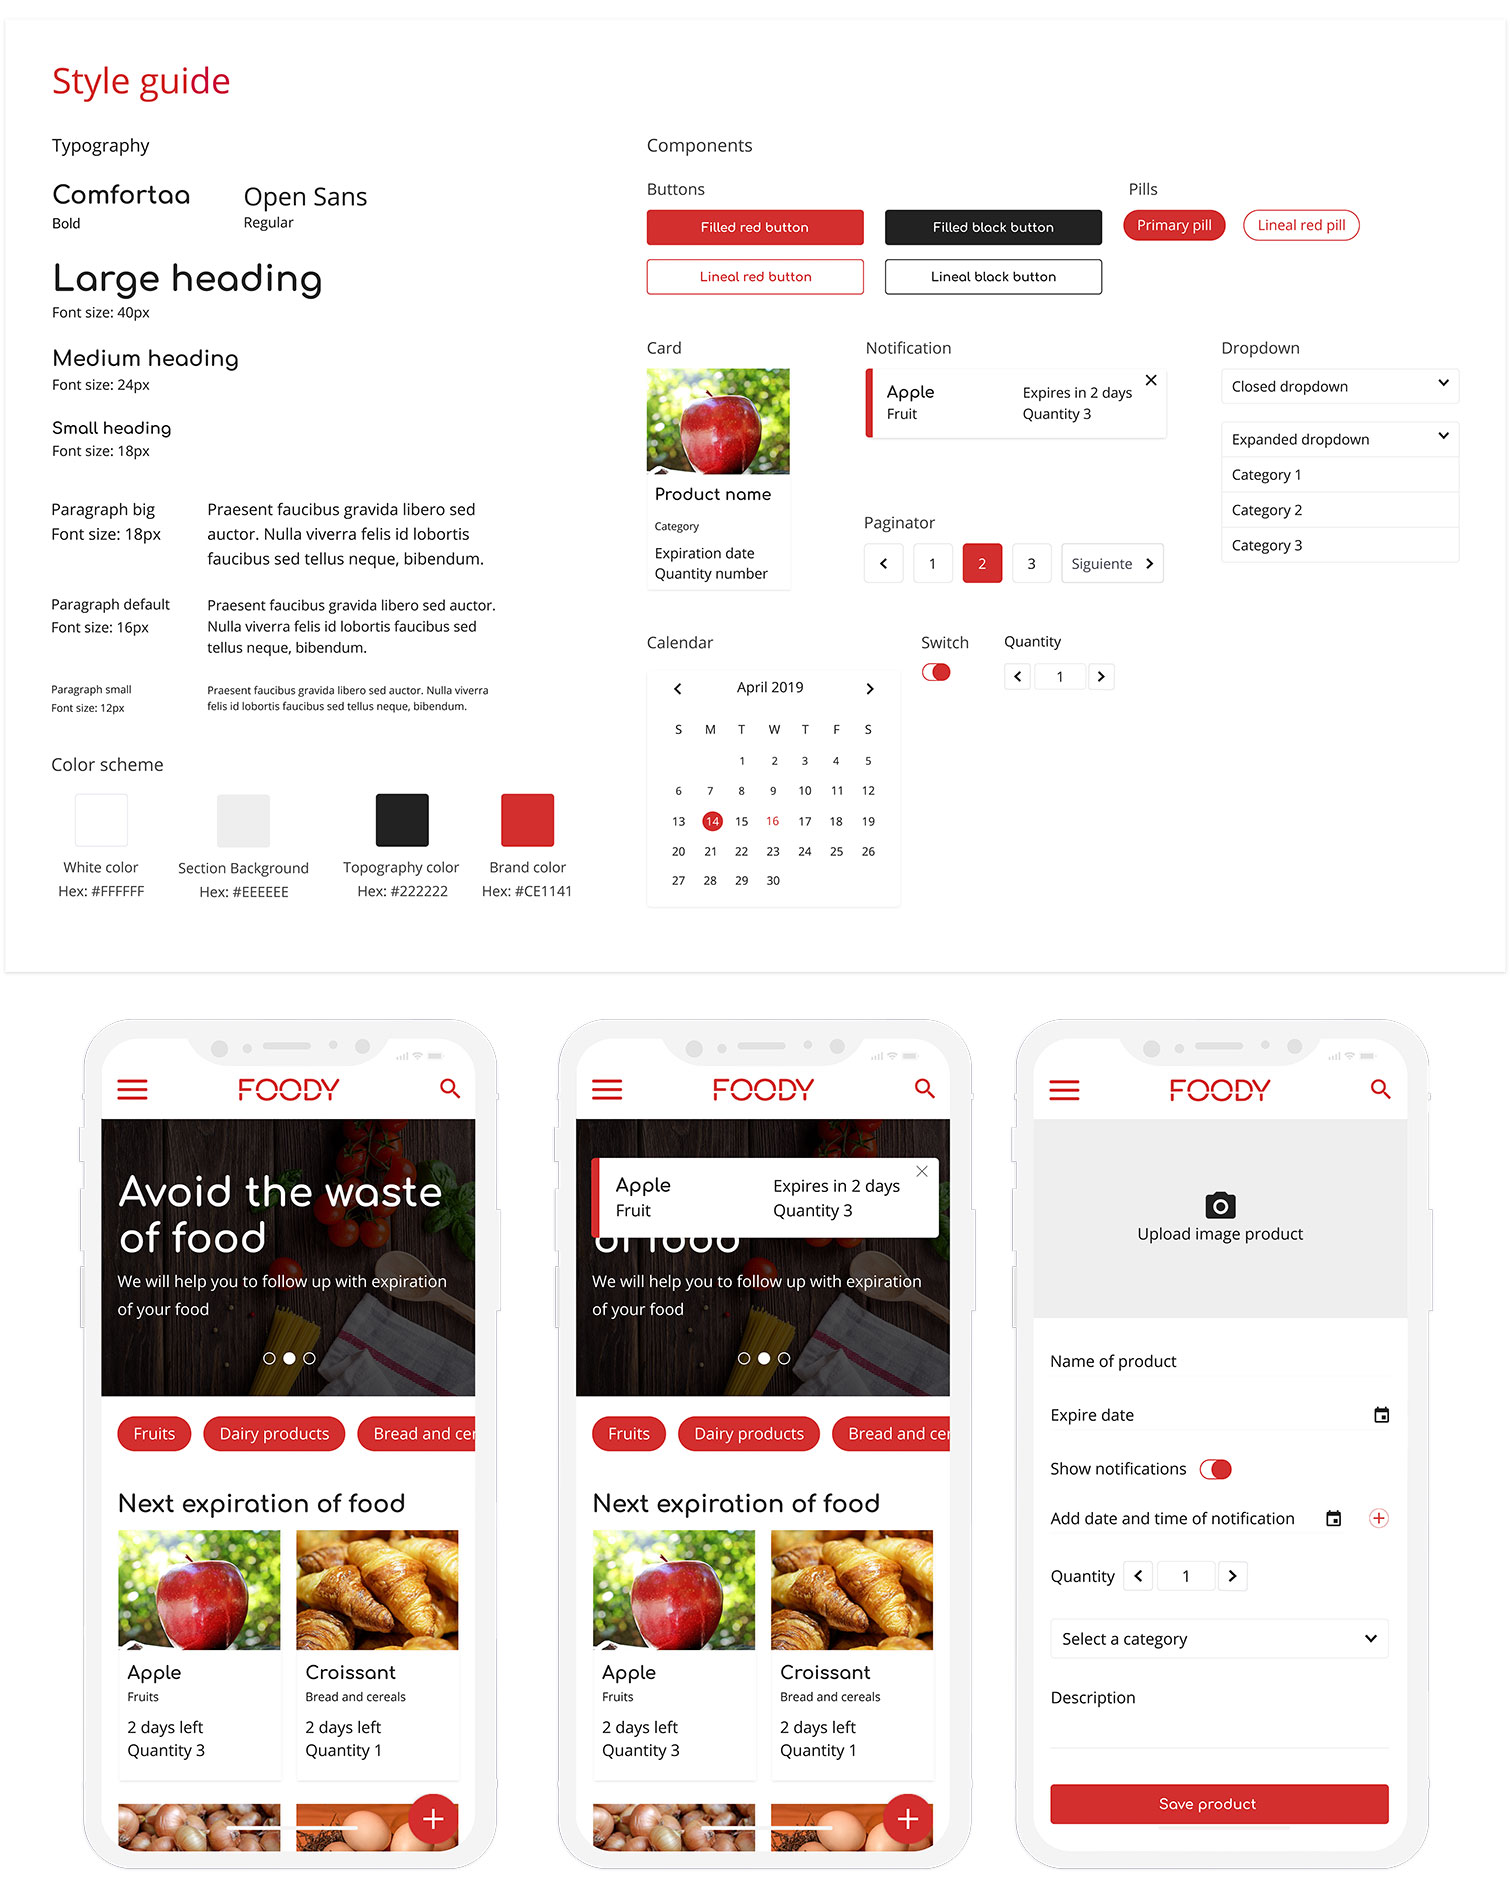 Style guide
Typography
Comfortaa
Bold
Open Sans
Regular
Large heading
Font size: 40px
Medium heading
Font size: 24px
Small heading
Font size: 18px
Paragraph big
Font size: 18px
Praesent faucibus gravida libero sed
auctor. Nulla viverra felis id lobortis
faucibus sed tellus neque, bibendum.
Paragraph default
Font size: 16px
Praesent faucibus gravida libero sed auctor.
Nulla viverra felis id lobortis faucibus sed
tellus neque, bibendum.
Paragraph small
Font size: 12px
Praesent faucibus gravida libero sed auctor. Nulla viverra
felis id lobortis faucibus sed tellus neque, bibendum.
Color scheme
White color
Hex: #FFFFFF
Section Background
Hex: #EEEEEE
Topography color
Hex: #222222
Brand color
Hex: #CE1141
Components
Buttons
Filled red button
Filled black button
Lineal red button
Lineal black button
Pills
Primary pill
Lineal red pill
Card
Product name
Category
Expiration date
Quantity number
Notification
Apple
Fruit
Expires in 2 days
Quantity 3
Dropdown
Closed dropdown
Expanded dropdown
Category 1
Category 2
Category 3
Paginator
1 2 3 Siguiente
Calendar
April 2019
S M T W T F S
1 2 3 4 5
6 7 8 9 10 11 12
13 14 15 16 17 18 19
20 21 22 23 24 25 26
27 28 29 30
Switch
Quantity
1
FOODY
Avoid the waste
of food
We will help you to follow up with expiration
of your food
Fruits
Dairy products
Bread and cer
Next expiration of food
Apple
Fruits
2 days left
Quantity 3
Croissant
Bread and cereals
2 days left
Quantity 1
FOODY
Apple
Fruit
Expires in 2 days
Quantity 3
of food
We will help you to follow up with expiration
of your food
Fruits
Dairy products
Bread and cer
Next expiration of food
Apple
Fruits
2 days left
Quantity 3
Croissant
Bread and cereals
2 days left
Quantity 1
FOODY
Upload image product
Name of product
Expire date
Show notifications
Add date and time of notification
Quantity 1
Select a category
Description
Save product